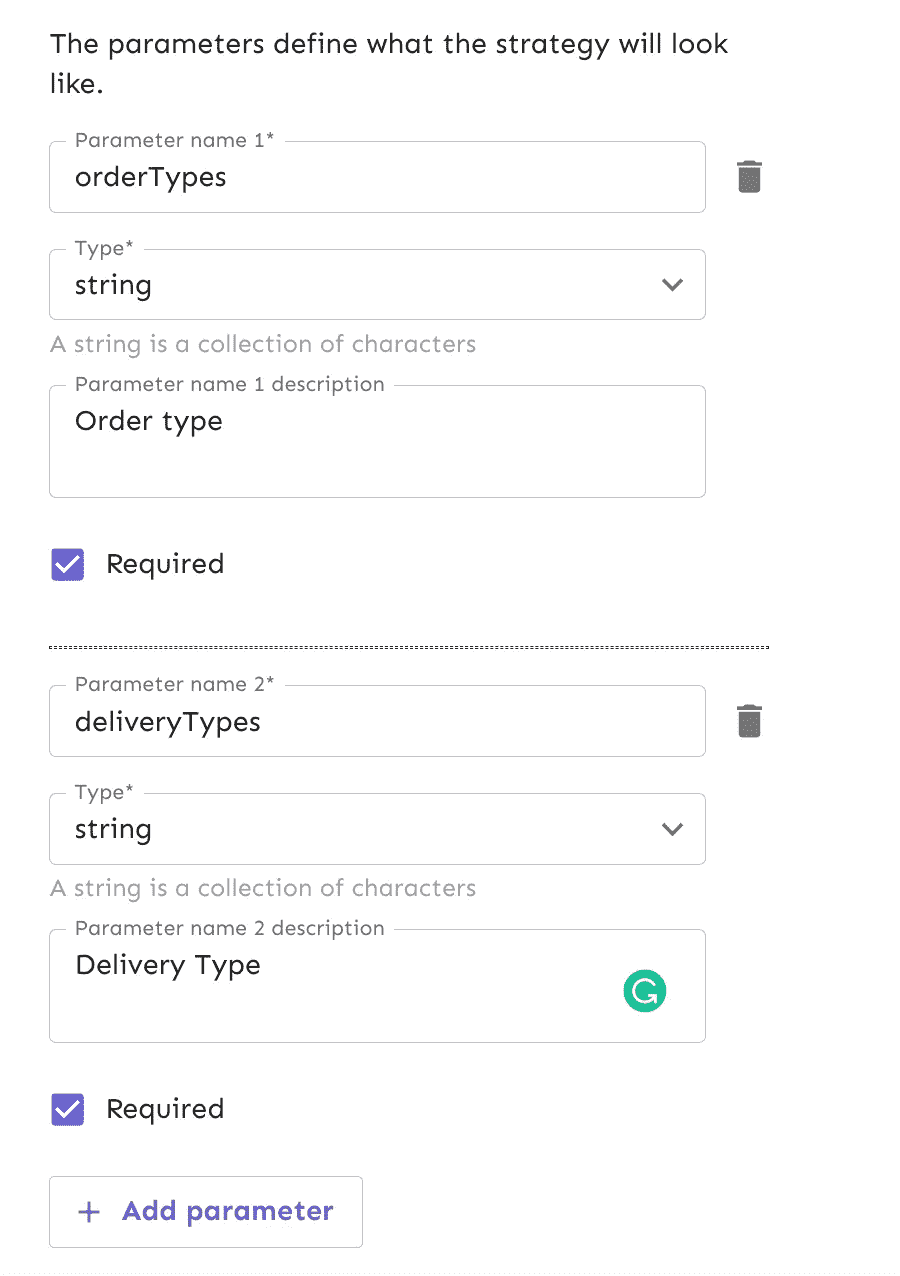 The parameters define what the strategy will look
like.
Parameter name 1*
orderTypes
Type*
string
A string is a collection of characters
Parameter name 1 description
Order type
Required
Parameter name 2*
deliveryTypes
Type*
string
A string is a collection of characters
Parameter name 2 description
Delivery Type
Required
+ Add parameter